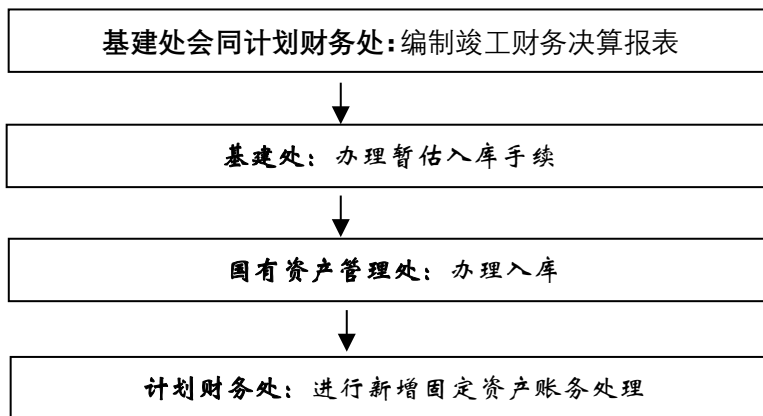 基建处会同计划财务处:编制竣工财务决算报表
基建处：办理暂估入库手续
国有资产管理处：办理入库
计划财务处：进行新增固定资产账务处理